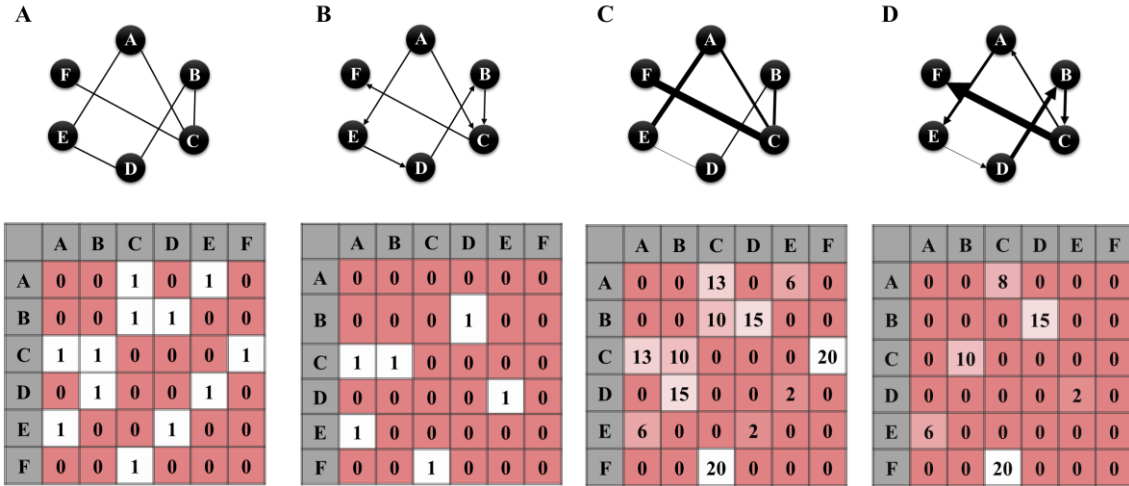 A B C D
A A A A
F B F B F B F B
E C E C E C E C
D D D D
A B C D E F
A 0 0 1 0 1 0
B 0 0 1 1 0 0
C 1 1 0 0 0 1
D 0 1 0 0 1 0
E 1 0 0 1 0 0
F 0 0 1 0 0 0
A B C D E F
A 0 0 0 0 0 0
B 0 0 0 1 0 0
C 1 1 0 0 0 0
D 0 0 0 0 1 0
E 1 0 0 0 0 0
F 0 0 1 0 0 0
A B C D E F
A 0 0 13 0 6 0
B 0 0 10 15 0 0
C 13 10 0 0 0 20
D 0 15 0 0 2 0
E 6 0 0 2 0 0
F 0 0 20 0 0 0
A B C D E F
A 0 0 8 0 0 0
B 0 0 0 15 0 0
C 0 10 0 0 0 0
D 0 0 0 0 2 0
E 6 0 0 0 0 0
F 0 0 20 0 0 0